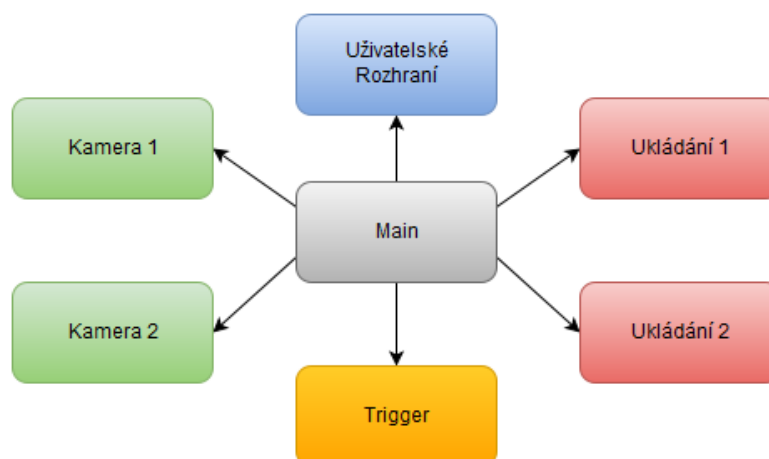 Uživatelské
Rozhraní
Kamera 1
Ukládání 1
Main
Kamera 2
Ukládání 2
Trigger